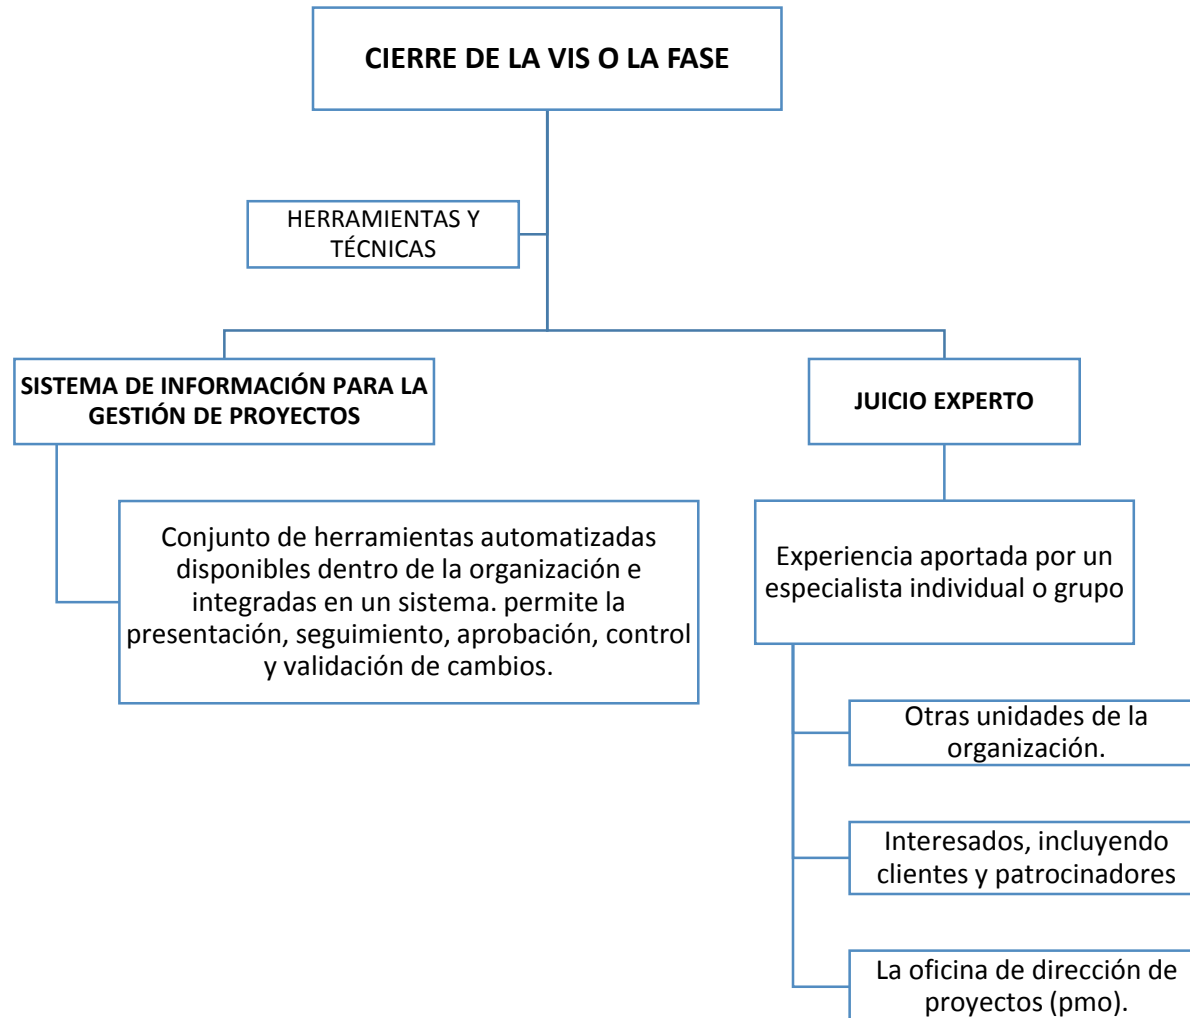 CIERRE DE LA VIS O LA FASE
HERRAMIENTAS Y
TÉCNICAS
SISTEMA DE INFORMACIÓN PARA LA
GESTIÓN DE PROYECTOS
Conjunto de herramientas automatizadas
disponibles dentro de la organización e
integradas en un sistema. permite la
presentación, seguimiento, aprobación, control
y validación de cambios.
JUICIO EXPERTO
Experiencia aportada por un
especialista individual o grupo
Otras unidades de la
organización.
Interesados, incluyendo
clientes y patrocinadores
La oficina de dirección de
proyectos (pmo).